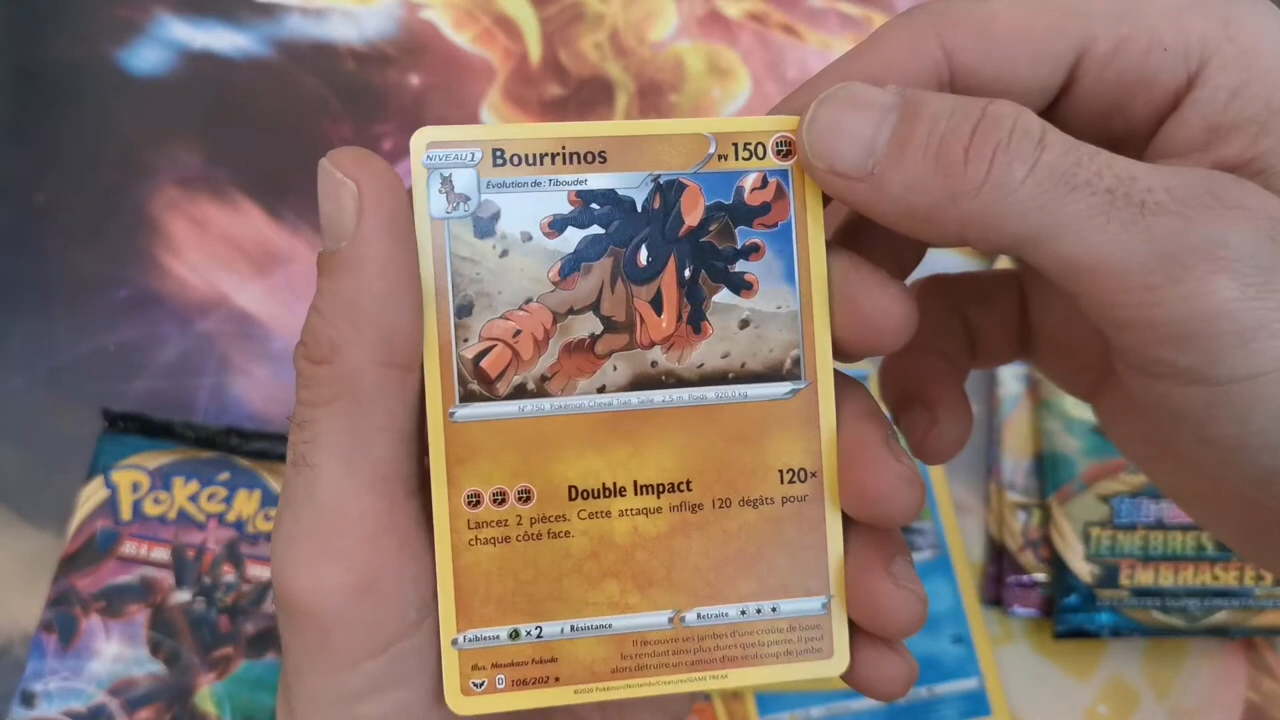 NIVEAU 1
Bourrinos
PV 150
Évolution de : Tiboudet
N° 750 Pokémon Cheval Trait Taille : 2,5 m Poids : 920,0 kg
Double Impact 120×
Lancez 2 pièces. Cette attaque inflige 120 dégâts pour
chaque côté face.
Faiblesse ×2 Résistance Retraite
Il recouvre ses jambes d'une croûte de boue,
les rendant ainsi plus dures que la pierre. Il peut
alors détruire un camion d'un seul coup de jambe.
Illus. Masakazu Fukuda
D 106/202 ★
©2020 Pokémon/Nintendo/Creatures/GAME FREAK
POKÉMO
TÉNÈBRES
EMBRASÉES